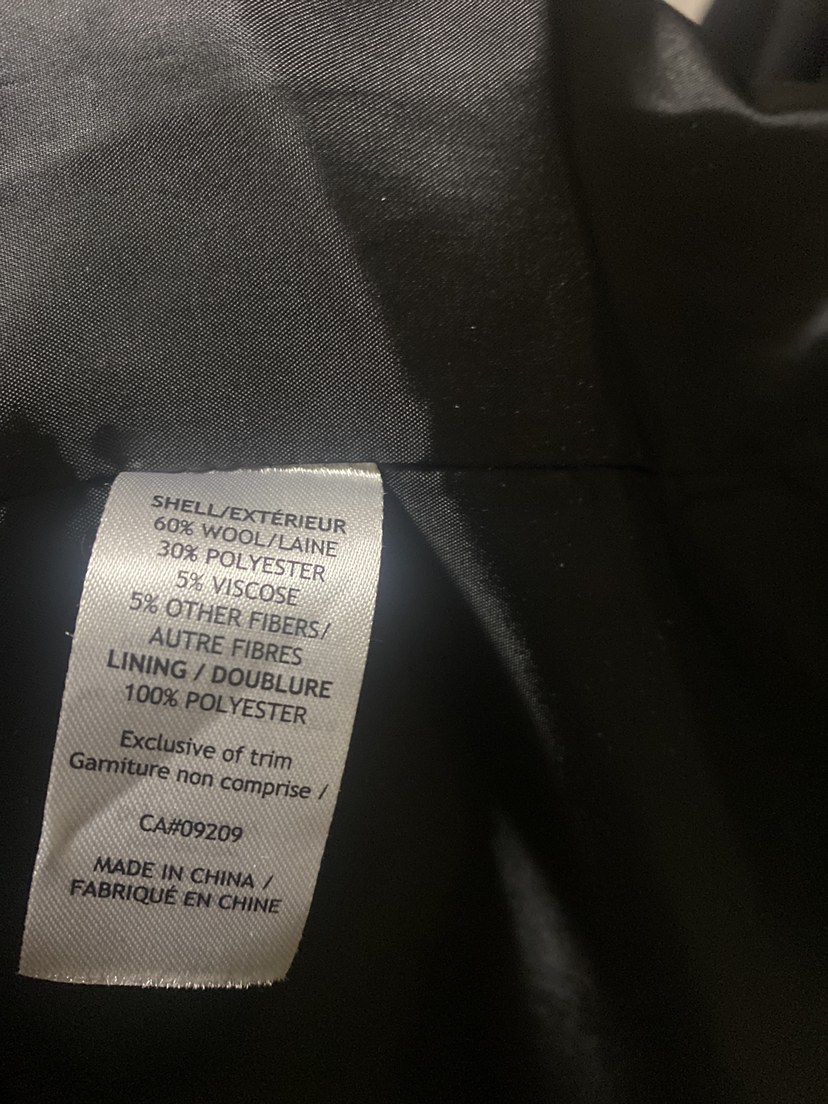 SHELL/EXTÉRIEUR
60% WOOL/LAINE
30% POLYESTER
5% VISCOSE
5% OTHER FIBERS/
AUTRE FIBRES
LINING / DOUBLURE
100% POLYESTER
Exclusive of trim
Garniture non comprise /
CA#09209
MADE IN CHINA /
FABRIQUÉ EN CHINE